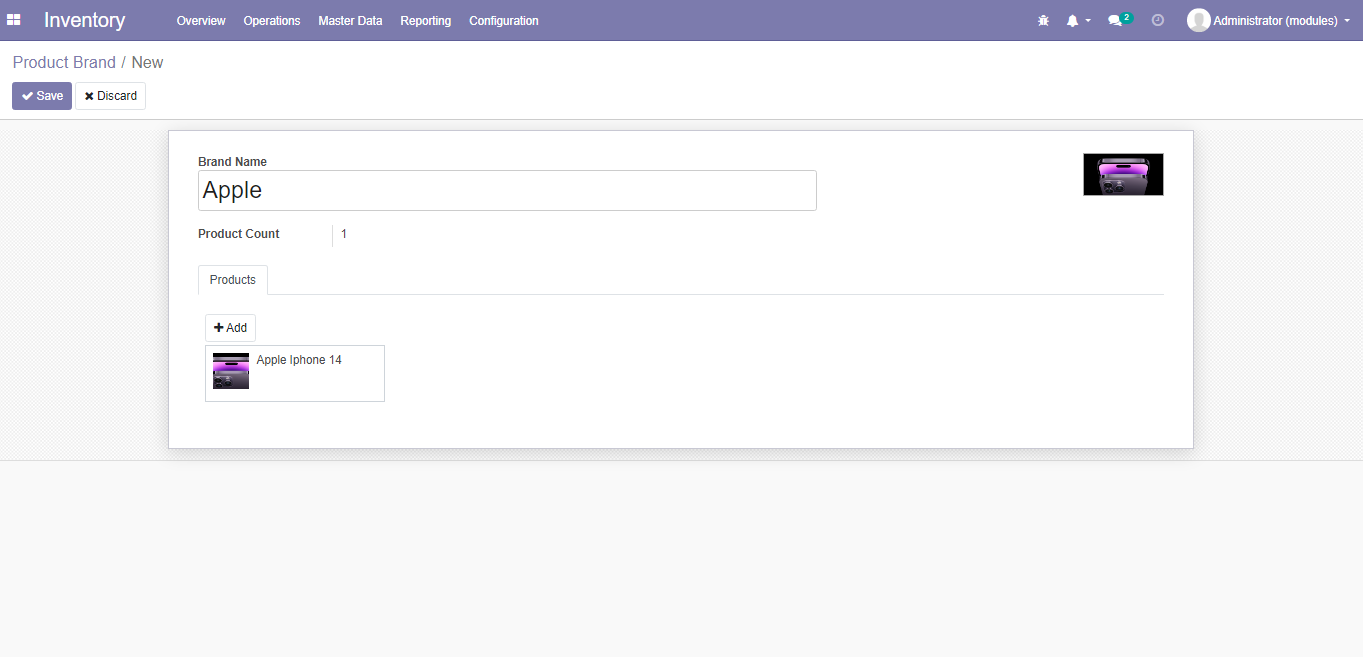 Inventory Overview Operations Master Data Reporting Configuration 2 Administrator (modules)
Product Brand / New
Save Discard
Brand Name
Apple
Product Count 1
Products
Add
Apple Iphone 14